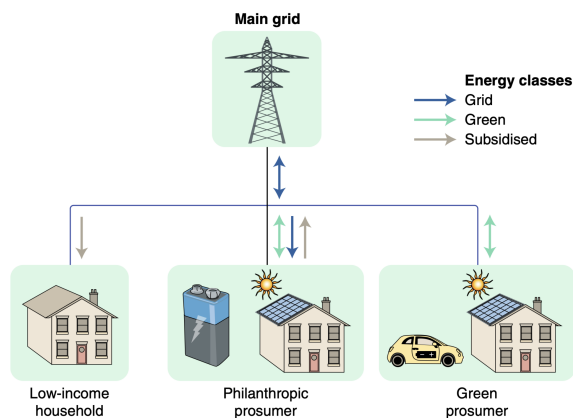 Main grid
Energy classes
Grid
Green
Subsidised
Low-income
household
Philanthropic
prosumer
Green
prosumer